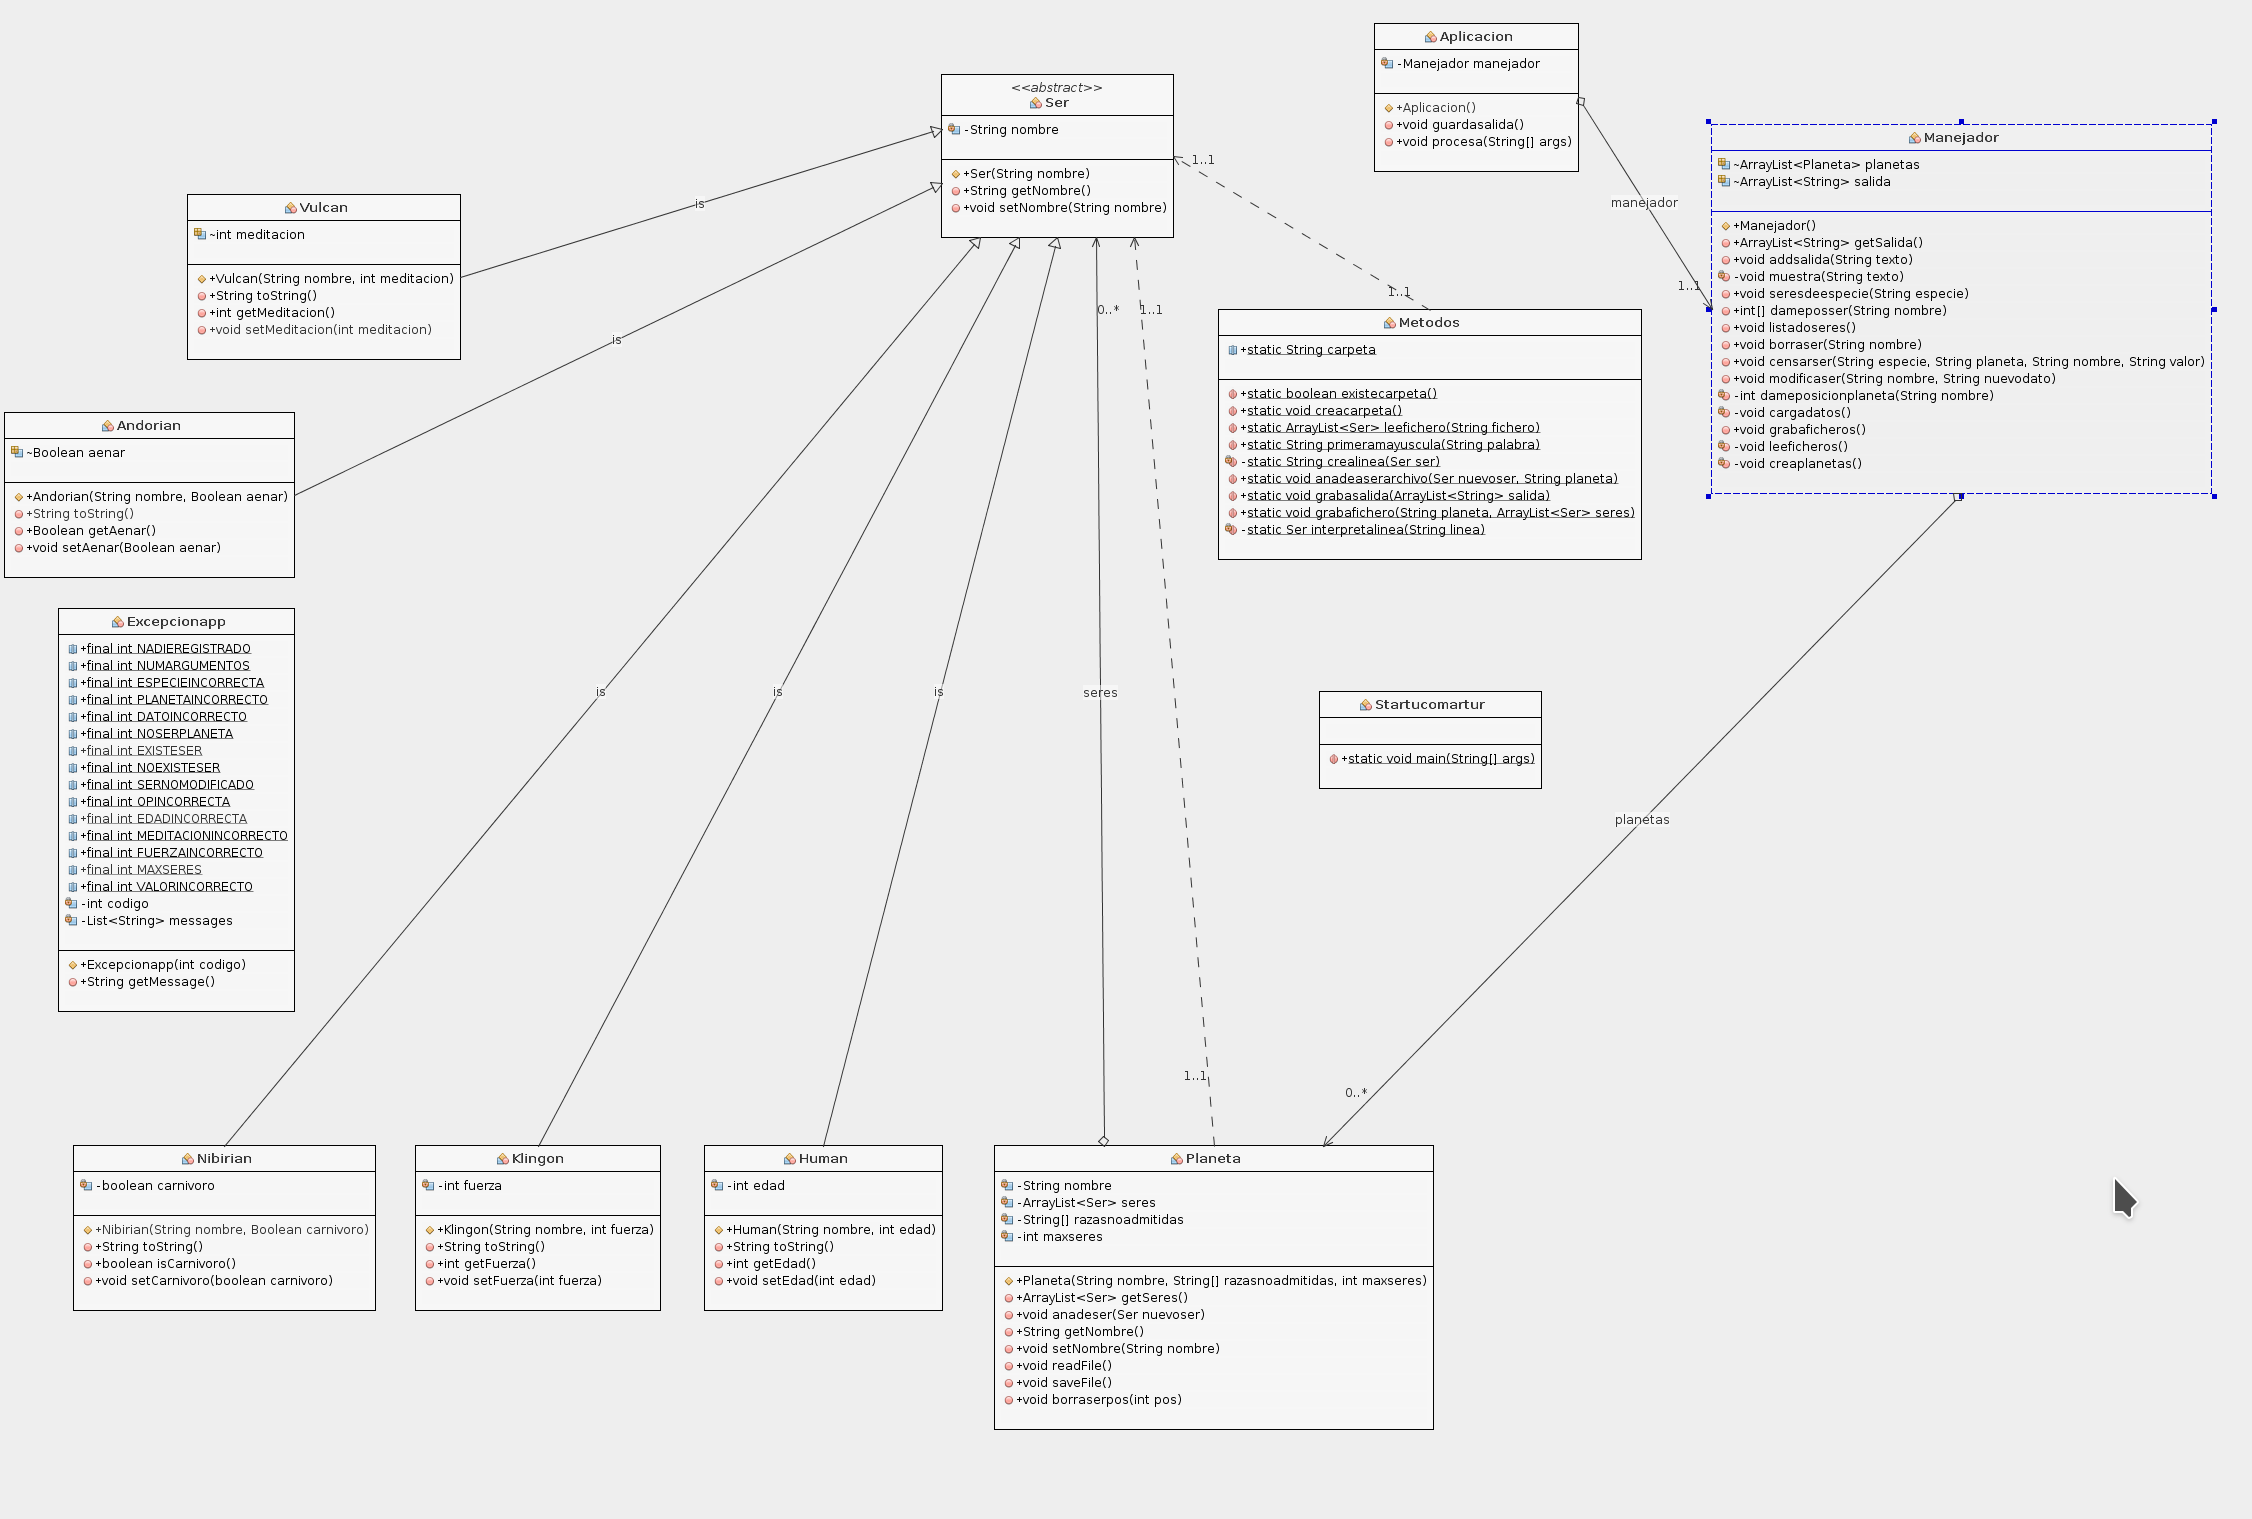 Aplicacion
-Manejador manejador
+Aplicacion()
+void guardasalida()
+void procesa(String[] args)
<<abstract>>
Ser
-String nombre
+Ser(String nombre)
+String getNombre()
+void setNombre(String nombre)
Manejador
~ArrayList<Planeta> planetas
~ArrayList<String> salida
+Manejador()
+ArrayList<String> getSalida()
+void addsalida(String texto)
-void muestra(String texto)
+void seresdeespecie(String especie)
+int[] dameposser(String nombre)
+void listadoseres()
+void borraser(String nombre)
+void censarser(String especie, String planeta, String nombre, String valor)
+void modificaser(String nombre, String nuevodato)
-int dameposicionplaneta(String nombre)
-void cargadatos()
+void grabaficheros()
-void leeficheros()
-void creaplanetas()
manejador
1..1
1..1
1..1
is
is
Vulcan
~int meditacion
+Vulcan(String nombre, int meditacion)
+String toString()
+int getMeditacion()
+void setMeditacion(int meditacion)
0..*
1..1
Metodos
+static String carpeta
+static boolean existecarpeta()
+static void creacarpeta()
+static ArrayList<Ser> leefichero(String fichero)
+static String primeramayuscula(String palabra)
-static String crealinea(Ser ser)
+static void anadeaserarchivo(Ser nuevoser, String planeta)
+static void grabasalida(ArrayList<String> salida)
+static void grabafichero(String planeta, ArrayList<Ser> seres)
-static Ser interpretalinea(String linea)
Andorian
~Boolean aenar
+Andorian(String nombre, Boolean aenar)
+String toString()
+Boolean getAenar()
+void setAenar(Boolean aenar)
Excepcionapp
+final int NADIEREGISTRADO
+final int NUMARGUMENTOS
+final int ESPECIEINCORRECTA
+final int PLANETAINCORRECTO
+final int DATOINCORRECTO
+final int NOSERPLANETA
+final int EXISTESER
+final int NOEXISTESER
+final int SERNOMODIFICADO
+final int OPINCORRECTA
+final int EDADINCORRECTA
+final int MEDITACIONINCORRECTO
+final int FUERZAINCORRECTO
+final int MAXSERES
+final int VALORINCORRECTO
-int codigo
-List<String> messages
+Excepcionapp(int codigo)
+String getMessage()
is
is
is
seres
Startucomartur
+static void main(String[] args)
planetas
1..1
0..*
Nibirian
-boolean carnivoro
+Nibirian(String nombre, Boolean carnivoro)
+String toString()
+boolean isCarnivoro()
+void setCarnivoro(boolean carnivoro)
Klingon
-int fuerza
+Klingon(String nombre, int fuerza)
+String toString()
+int getFuerza()
+void setFuerza(int fuerza)
Human
-int edad
+Human(String nombre, int edad)
+String toString()
+int getEdad()
+void setEdad(int edad)
Planeta
-String nombre
-ArrayList<Ser> seres
-String[] razasnoadmitidas
-int maxseres
+Planeta(String nombre, String[] razasnoadmitidas, int maxseres)
+ArrayList<Ser> getSeres()
+void anadeser(Ser nuevoser)
+String getNombre()
+void setNombre(String nombre)
+void readFile()
+void saveFile()
+void borraserpos(int pos)